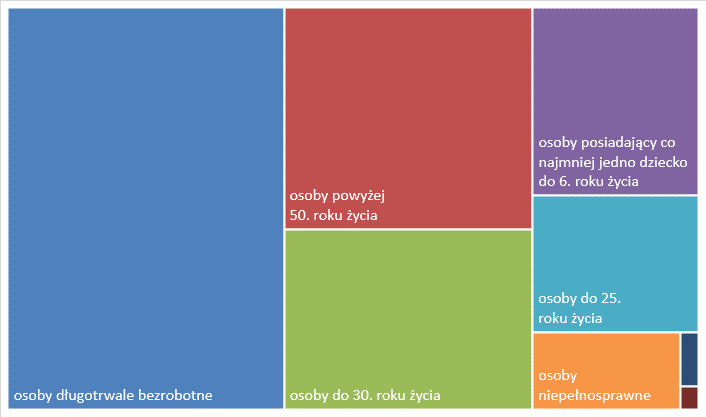 osoby długotrwale bezrobotne
osoby powyżej
50. roku życia
osoby do 30. roku życia
osoby posiadający co
najmniej jedno dziecko
do 6. roku życia
osoby do 25.
roku życia
osoby
niepełnosprawne